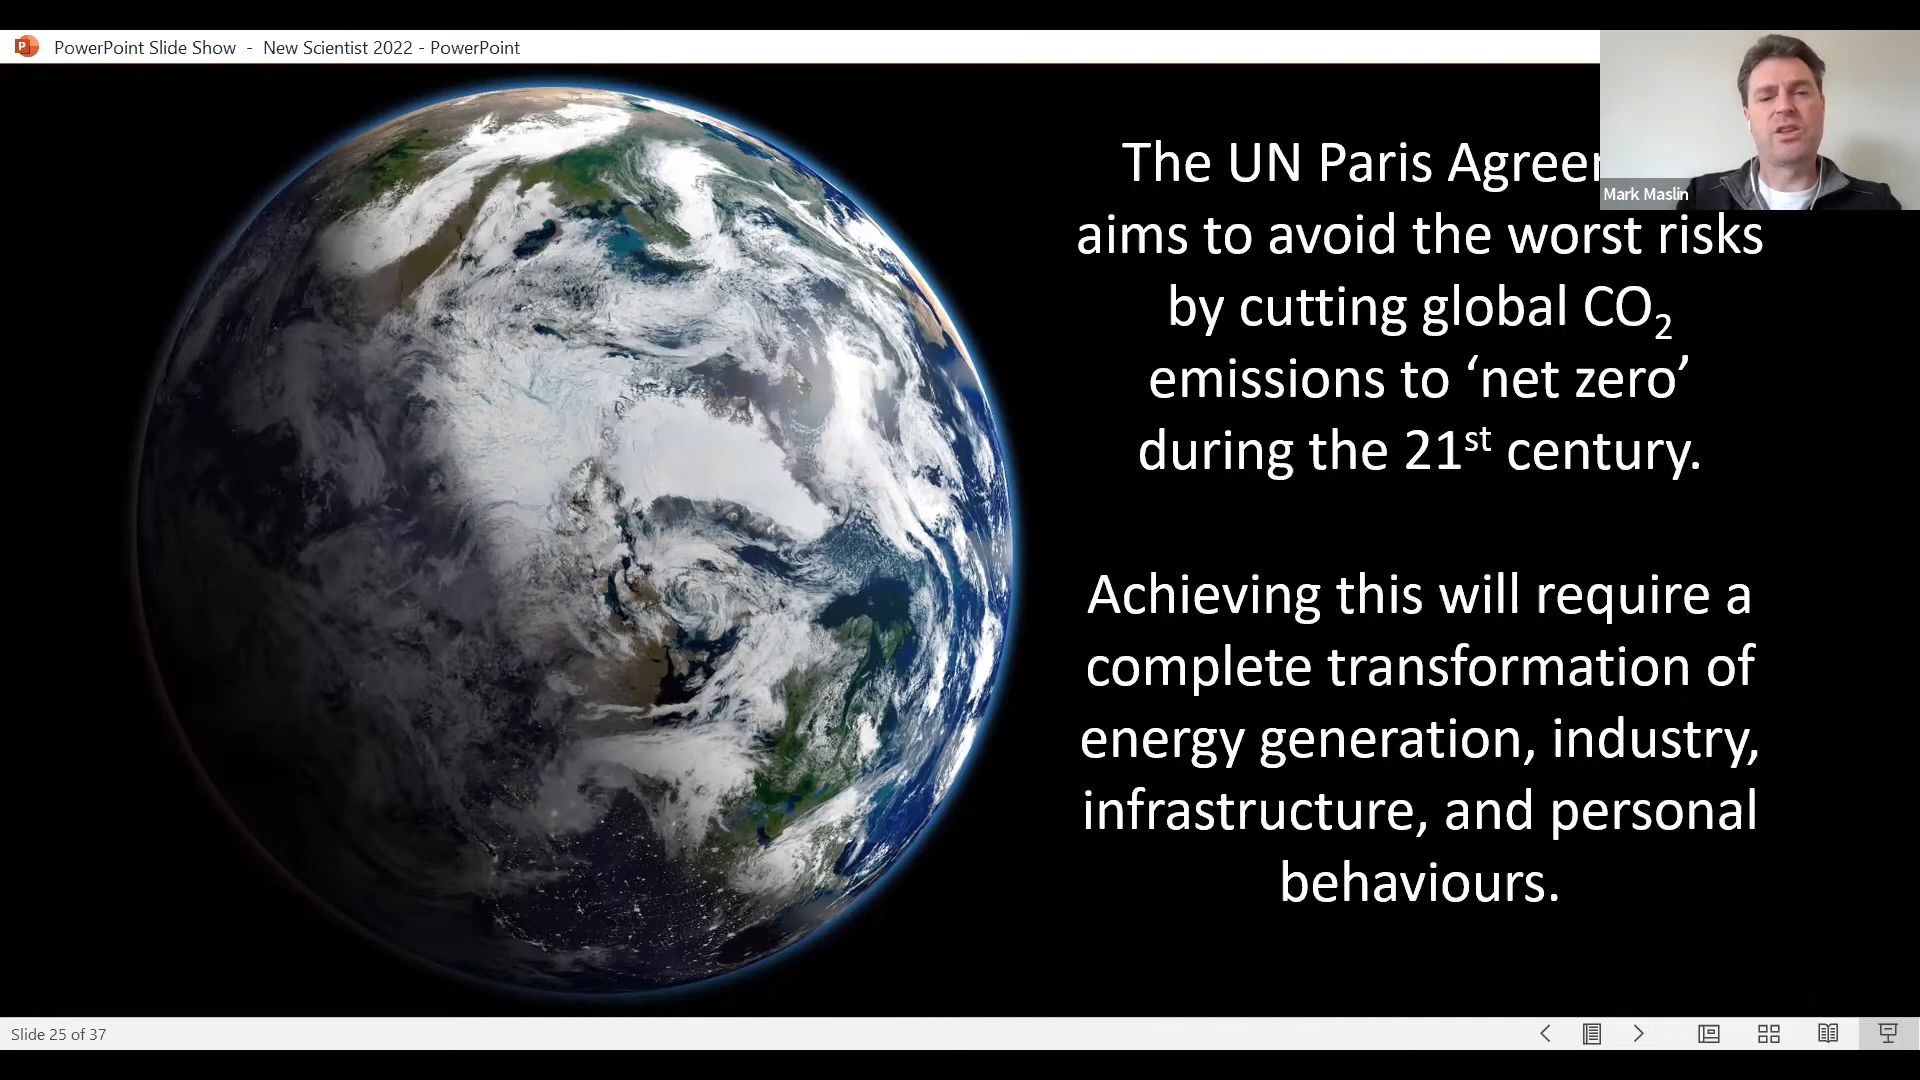 PowerPoint Slide Show - New Scientist 2022 - PowerPoint
Mark Maslin
The UN Paris Agreer
aims to avoid the worst risks
by cutting global CO₂
emissions to ‘net zero’
during the 21ˢᵗ century.
Achieving this will require a
complete transformation of
energy generation, industry,
infrastructure, and personal
behaviours.
Slide 25 of 37